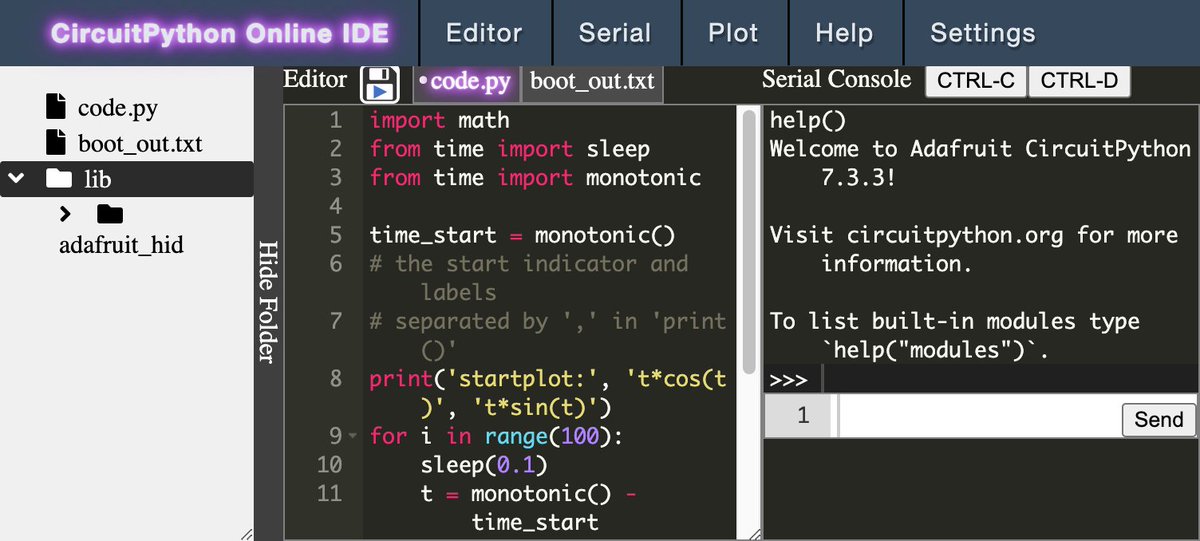 CircuitPython Online IDE Editor Serial Plot Help Settings
code.py
boot_out.txt
lib
adafruit_hid
Hide Folder
Editor •code.py boot_out.txt
1 import math
2 from time import sleep
3 from time import monotonic
4
5 time_start = monotonic()
6 # the start indicator and
labels
7 # separated by ',' in 'print
()'
8 print('startplot:', 't*cos(t
)', 't*sin(t)')
9 for i in range(100):
10 sleep(0.1)
11 t = monotonic() -
time_start
Serial Console CTRL-C CTRL-D
help()
Welcome to Adafruit CircuitPython
7.3.3!
Visit circuitpython.org for more
information.
To list built-in modules type
`help("modules")`.
>>>
1
Send